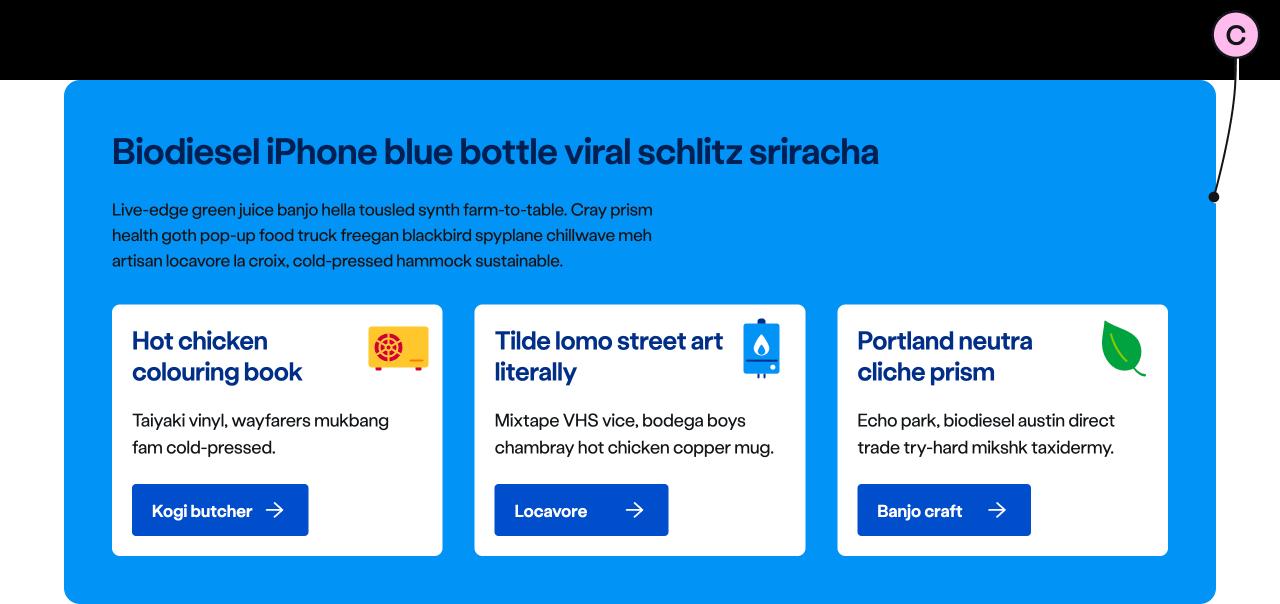 C
Biodiesel iPhone blue bottle viral schlitz sriracha
Live-edge green juice banjo hella tousled synth farm-to-table. Cray prism
health goth pop-up food truck freegan blackbird spyplane chillwave meh
artisan locavore la croix, cold-pressed hammock sustainable.
Hot chicken
colouring book
Taiyaki vinyl, wayfarers mukbang
fam cold-pressed.
Kogi butcher
Tilde lomo street art
literally
Mixtape VHS vice, bodega boys
chambray hot chicken copper mug.
Locavore
Portland neutra
cliche prism
Echo park, biodiesel austin direct
trade try-hard mikshk taxidermy.
Banjo craft